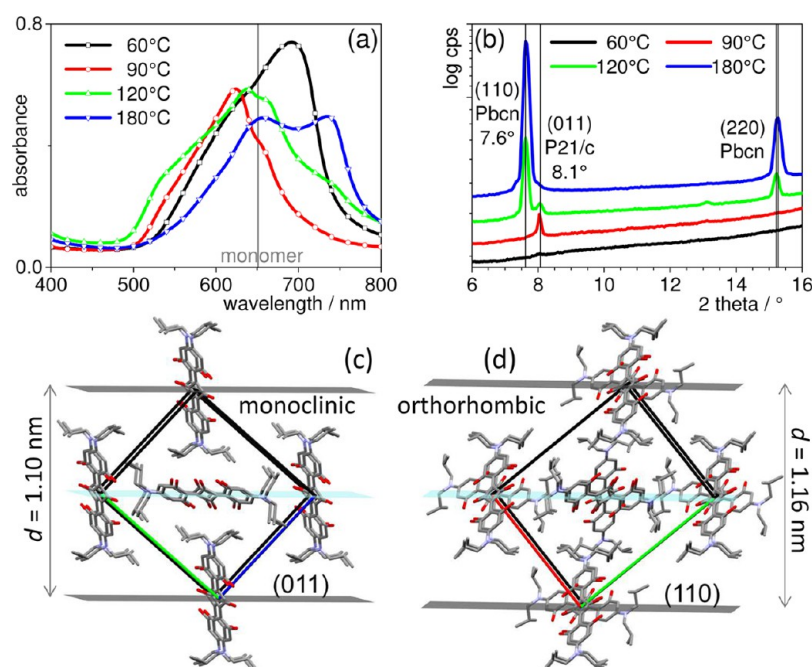 0.8
(a)
60°C
90°C
120°C
180°C
absorbance
monomer
0.0
400 500 600 700 800
wavelength / nm
(b)
60°C 90°C
120°C 180°C
log cps
(110)
Pbcn
7.6°
(011)
P21/c
8.1°
(220)
Pbcn
6 8 10 12 14 16
2 theta / °
(c)
monoclinic
d = 1.10 nm
(011)
(d)
orthorhombic
d = 1.16 nm
(110)